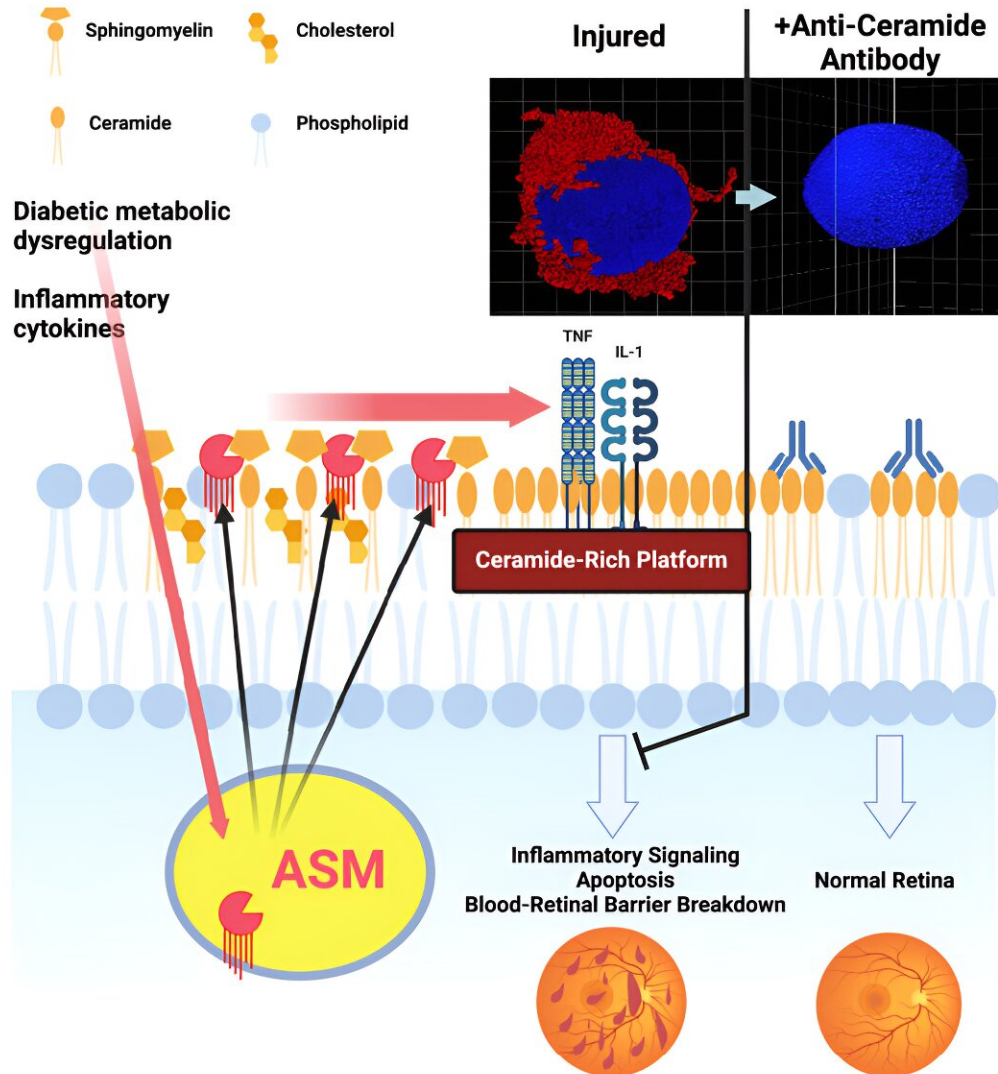 Sphingomyelin
Cholesterol
Ceramide
Phospholipid
Injured
+Anti-Ceramide
Antibody
Diabetic metabolic
dysregulation
Inflammatory
cytokines
TNF
IL-1
Ceramide-Rich Platform
ASM
Inflammatory Signaling
Apoptosis
Blood-Retinal Barrier Breakdown
Normal Retina